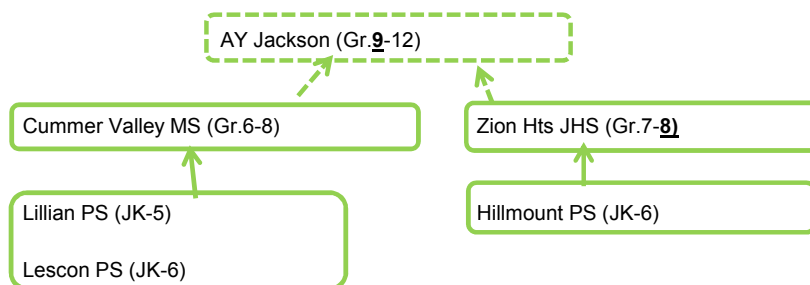 AY Jackson (Gr.9-12)
Cummer Valley MS (Gr.6-8)
Zion Hts JHS (Gr.7-8)
Lillian PS (JK-5)
Hillmount PS (JK-6)
Lescon PS (JK-6)